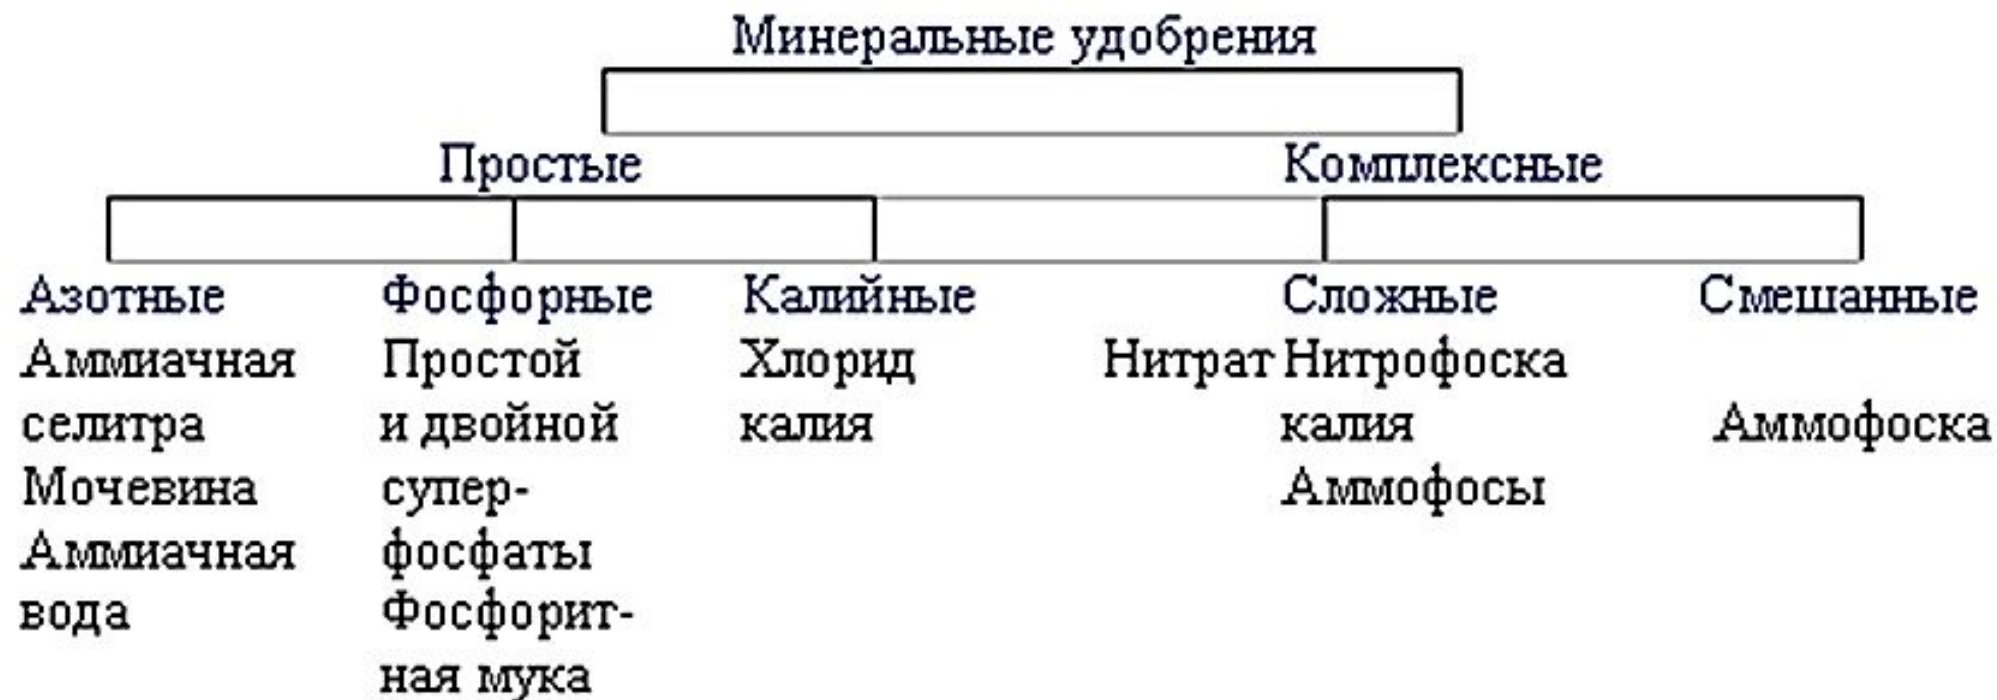 Минеральные удобрения
Простые Комплексные
Азотные Фосфорные Калийные Сложные Смешанные
Аммиачная Простой Хлорид Нитрат Нитрофоска
селитра и двойной калия калия Аммофоска
Мочевина супер- Аммофосы
Аммиачная фосфаты
вода Фосфорит-
ная мука